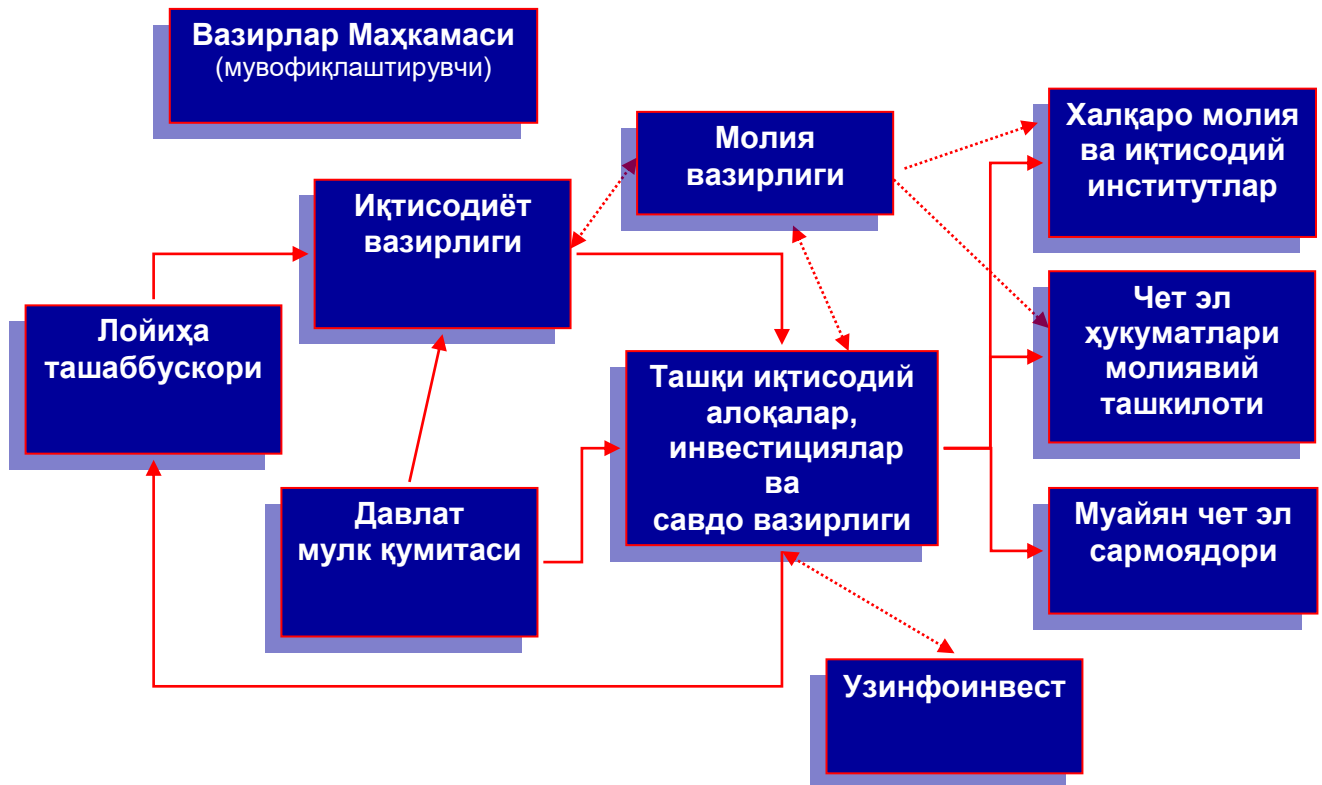 Вазирлар Маҳкамаси
(мувофиқлаштирувчи)
Молия
вазирлиги
Халқаро молия
ва иқтисодий
институтлар
Иқтисодиёт
вазирлиги
Лойиҳа
ташаббускори
Чет эл
ҳукуматлари
молиявий
ташкилоти
Ташқи иқтисодий
алоқалар,
инвестициялар
ва
савдо вазирлиги
Давлат
мулк қумитаси
Муайян чет эл
сармоядори
Узинфоинвест